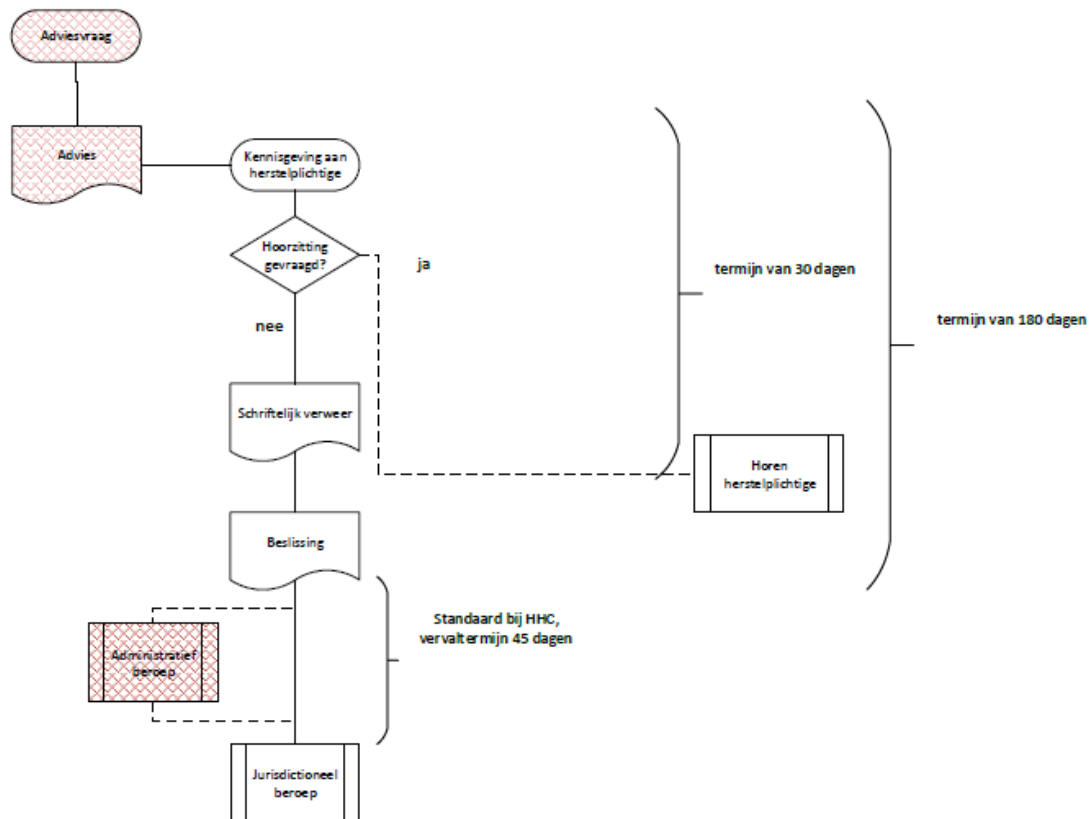 Adviesvraag
Advies
Kennisgeving aan
herstelplichtige
Hoorzitting
gevraagd?
ja
nee
termijn van 30 dagen
termijn van 180 dagen
Schriftelijk verweer
Horen
herstelplichtige
Beslissing
Standaard bij HHC,
vervaltermijn 45 dagen
Administratief
beroep
Jurisdictioneel
beroep